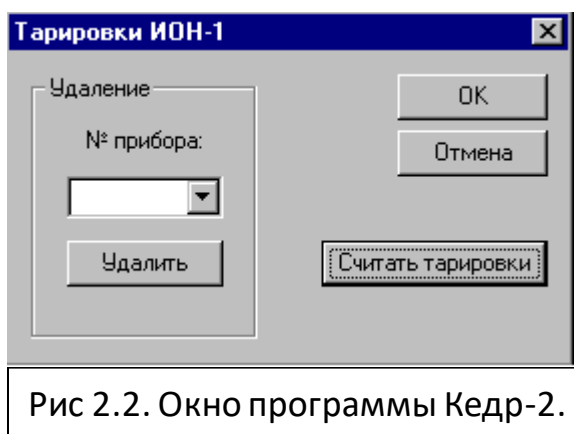 Тарировки ИОН-1
Удаление
№ прибора:
Удалить
OK
Отмена
Считать тарировки
Рис 2.2. Окно программы Кедр-2.